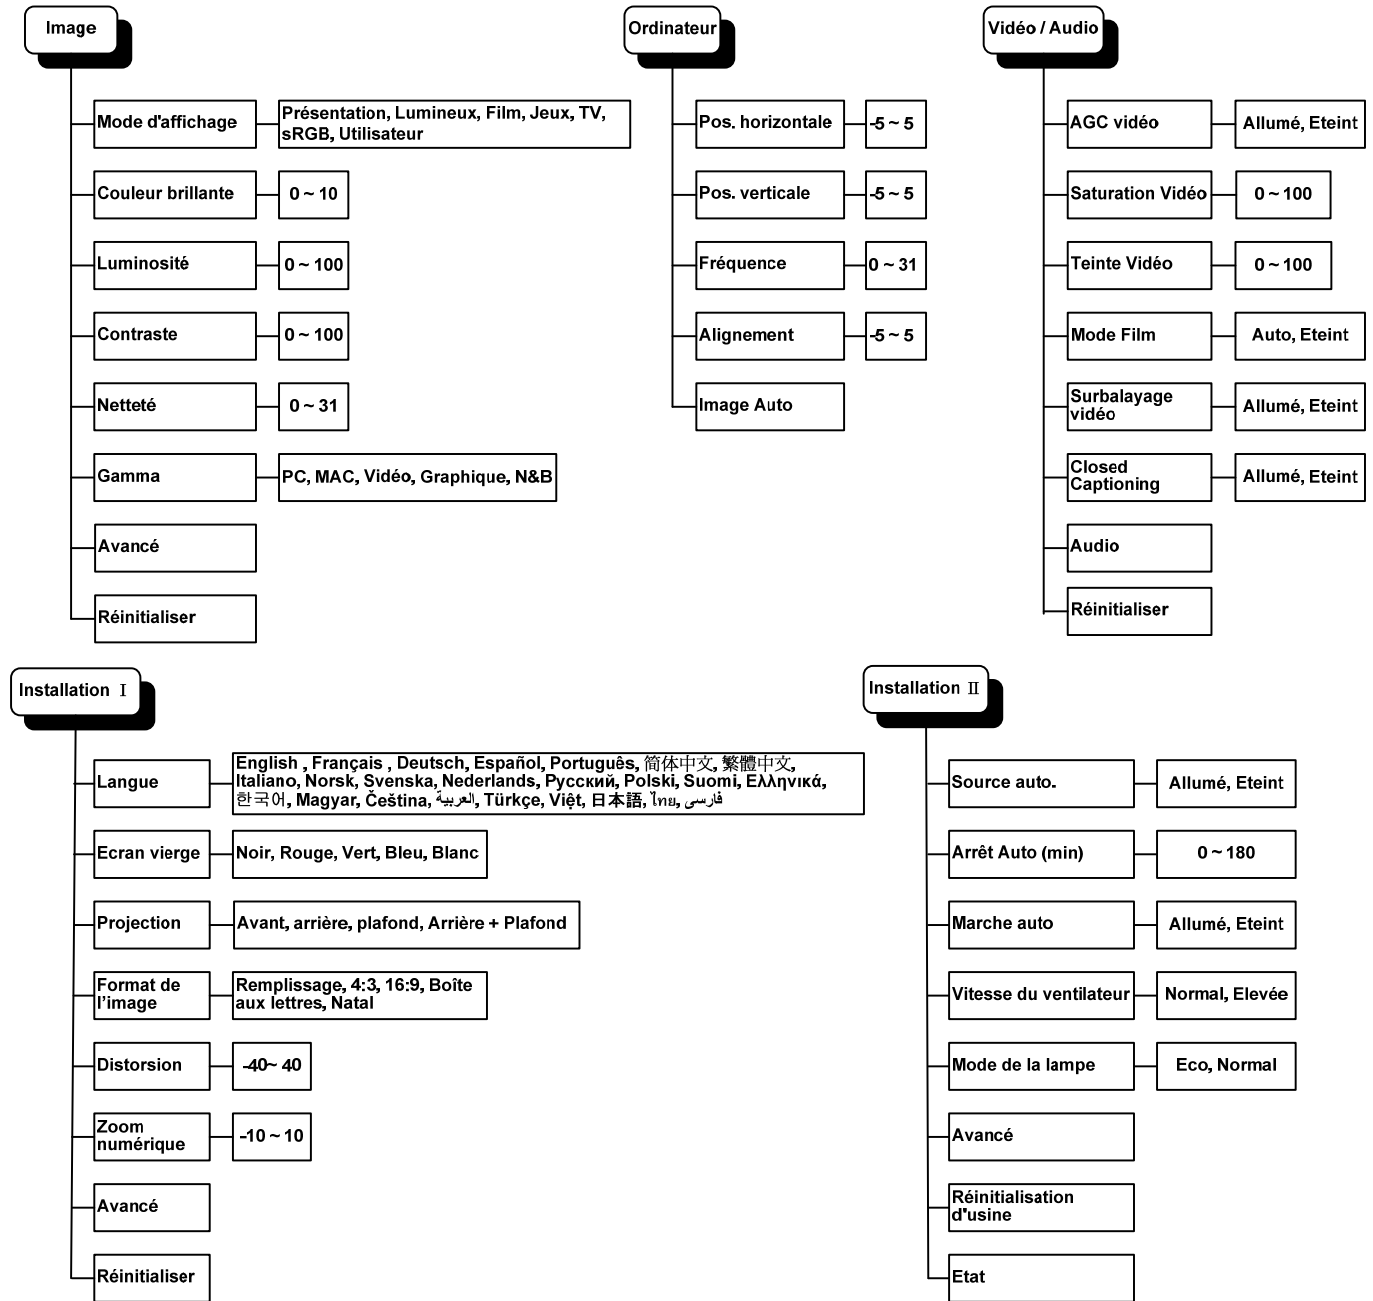 Image
Mode d'affichage
Présentation, Lumineux, Film, Jeux, TV,
sRGB, Utilisateur
Couleur brillante
0 ~ 10
Luminosité
0 ~ 100
Contraste
0 ~ 100
Netteté
0 ~ 31
Gamma
PC, MAC, Vidéo, Graphique, N&B
Avancé
Réinitialiser
Ordinateur
Pos. horizontale
-5 ~ 5
Pos. verticale
-5 ~ 5
Fréquence
0 ~ 31
Alignement
-5 ~ 5
Image Auto
Vidéo / Audio
AGC vidéo
Allumé, Eteint
Saturation Vidéo
0 ~ 100
Teinte Vidéo
0 ~ 100
Mode Film
Auto, Eteint
Surbalayage
vidéo
Allumé, Eteint
Closed
Captioning
Allumé, Eteint
Audio
Réinitialiser
Installation Ⅰ
Langue
English , Français , Deutsch, Español, Português, 简体中文, 繁體中文,
Italiano, Norsk, Svenska, Nederlands, Русский, Polski, Suomi, Ελληνικά,
한국어, Magyar, Čeština, العربية, Türkçe, Việt, 日本語, ไทย, فارسی
Ecran vierge
Noir, Rouge, Vert, Bleu, Blanc
Projection
Avant, arrière, plafond, Arrière + Plafond
Format de
l'image
Remplissage, 4:3, 16:9, Boîte
aux lettres, Natal
Distorsion
-40~ 40
Zoom
numérique
-10 ~ 10
Avancé
Réinitialiser
Installation Ⅱ
Source auto.
Allumé, Eteint
Arrêt Auto (min)
0 ~ 180
Marche auto
Allumé, Eteint
Vitesse du ventilateur
Normal, Elevée
Mode de la lampe
Eco, Normal
Avancé
Réinitialisation
d'usine
Etat